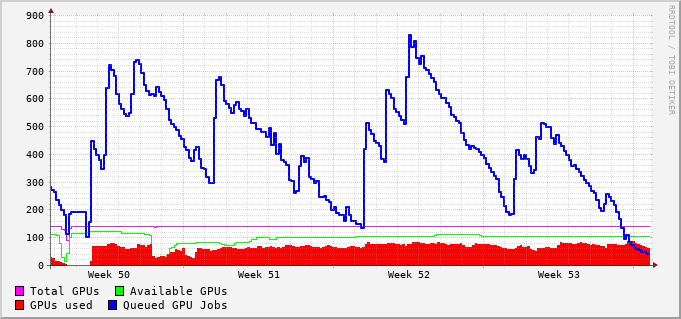 900
800
700
600
500
400
300
200
100
0
Week 50 Week 51 Week 52 Week 53
Total GPUs Available GPUs
GPUs used Queued GPU Jobs
RRDTOOL / TOBI OETIKER